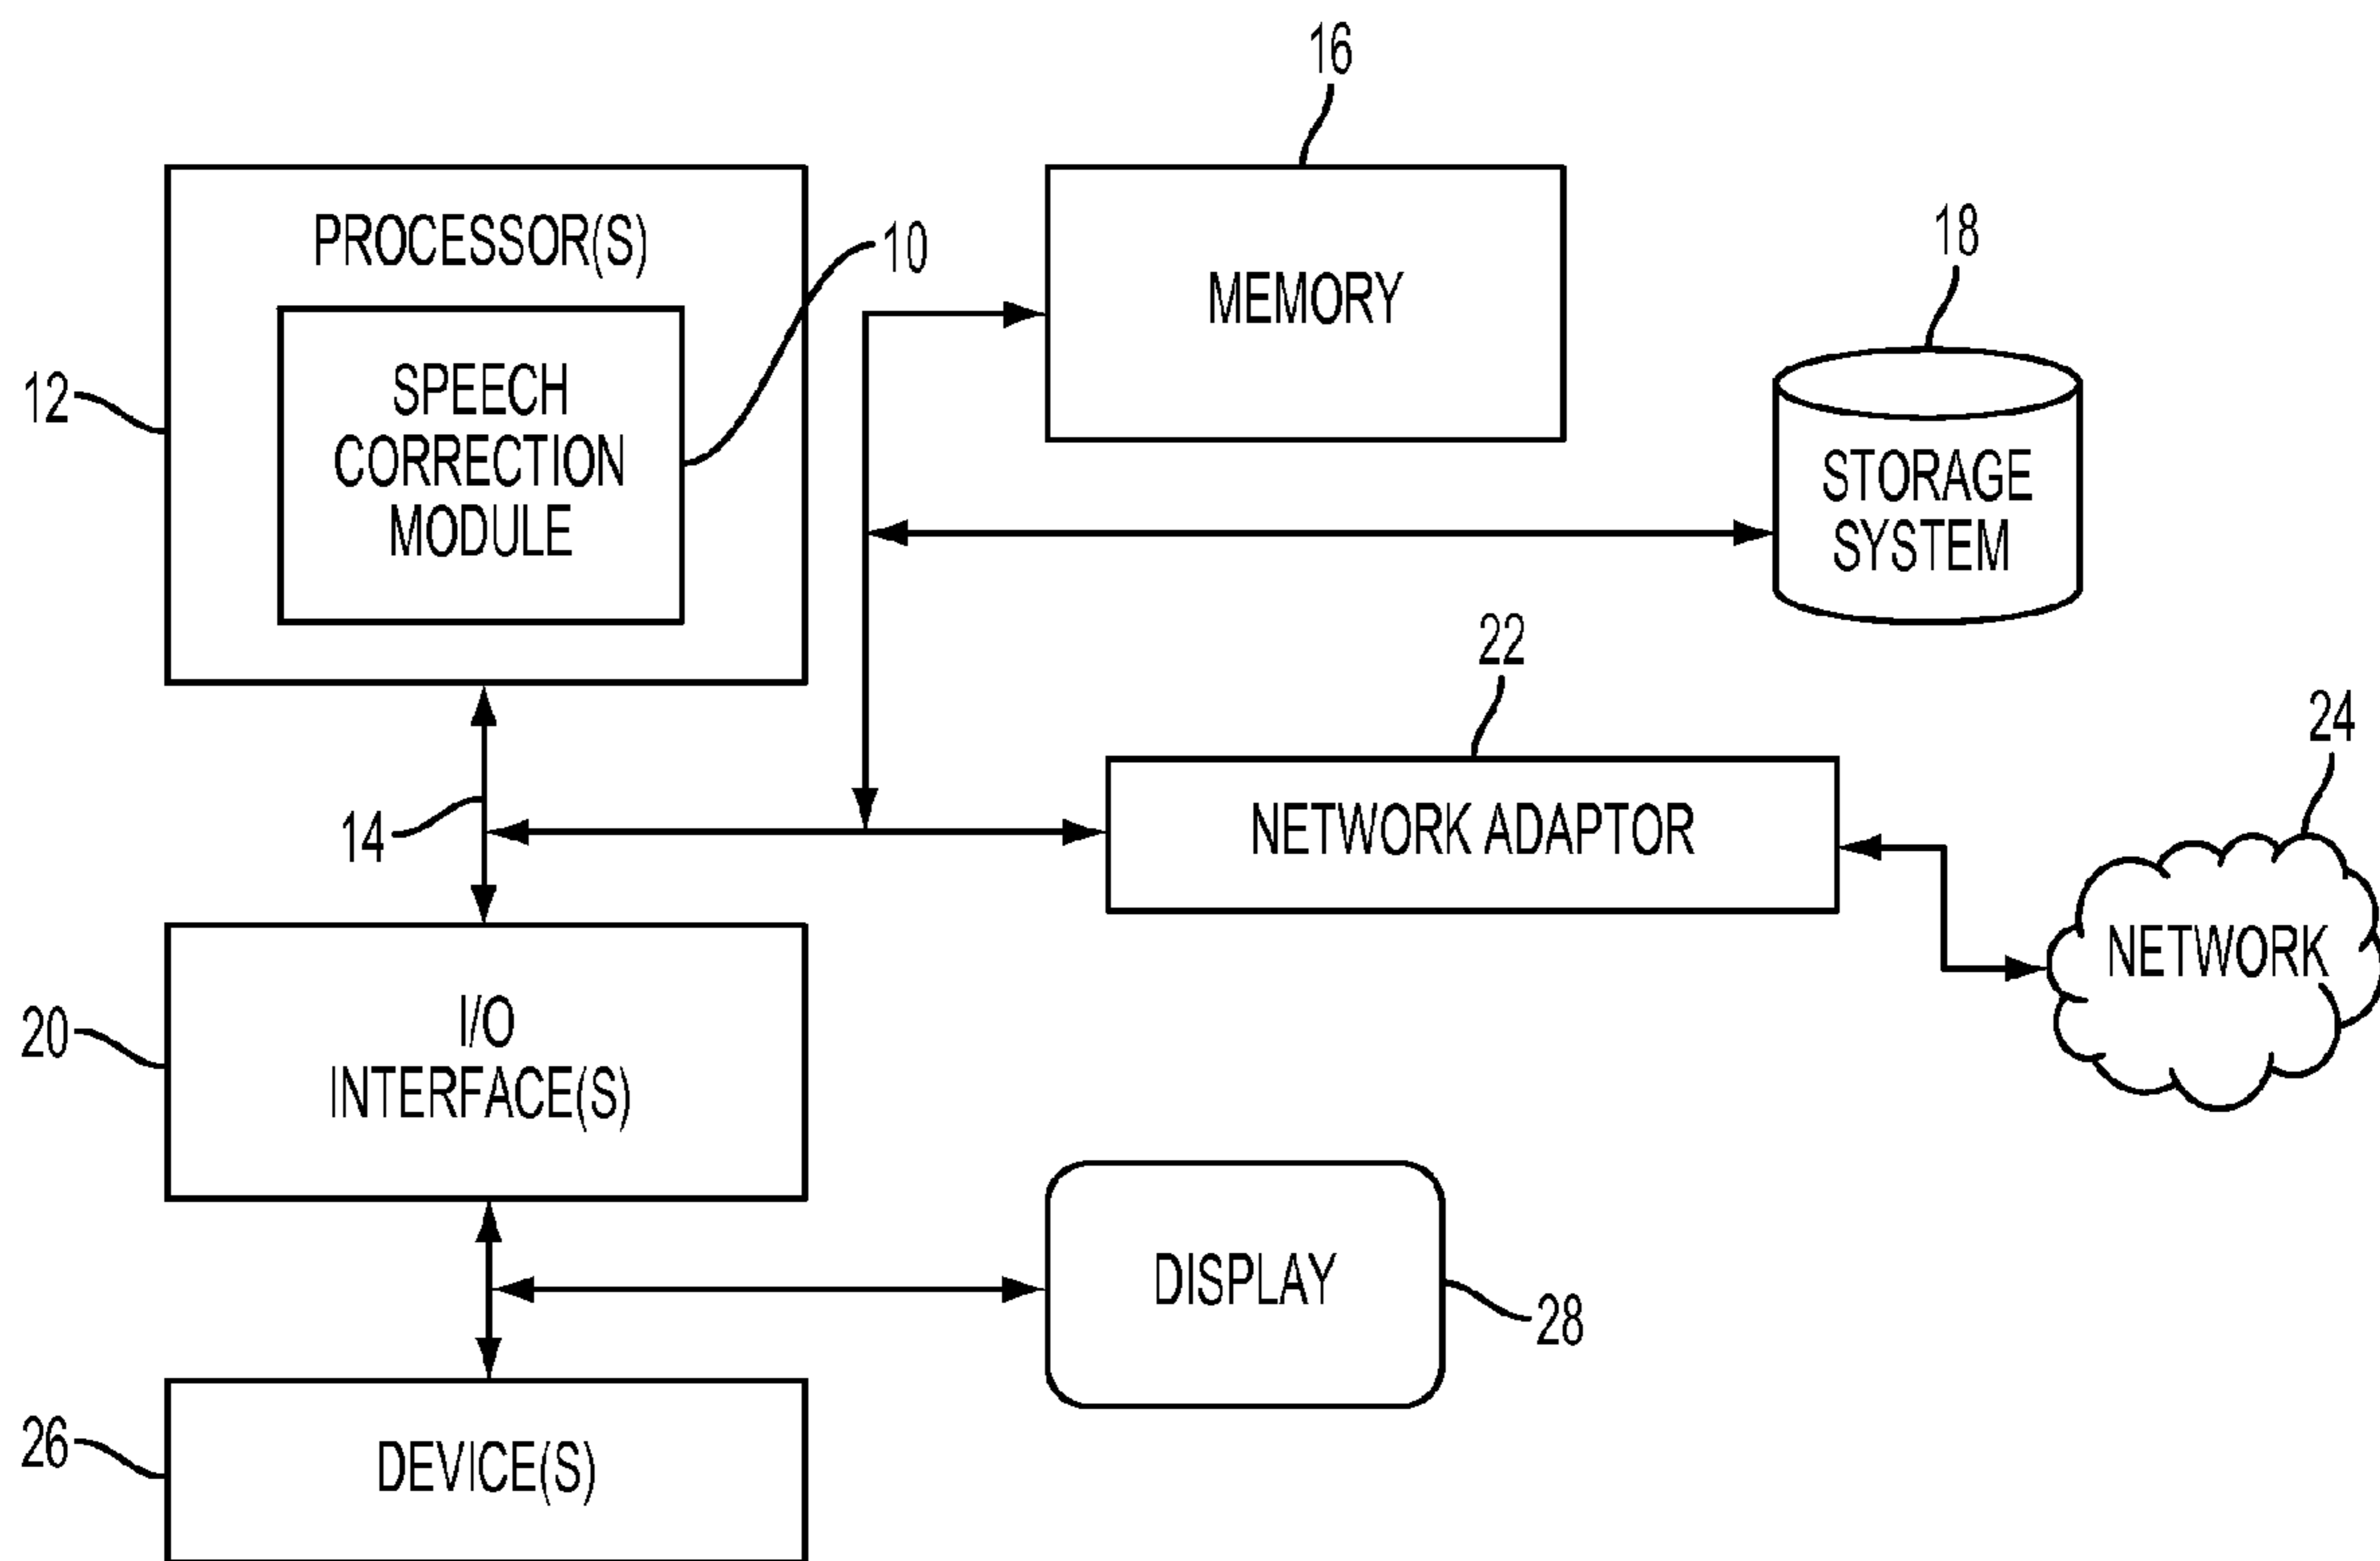 16
PROCESSOR(S)
10
18
MEMORY
SPEECH
CORRECTION
MODULE
12
STORAGE
SYSTEM
22
24
14
NETWORK ADAPTOR
NETWORK
20
I/O
INTERFACE(S)
DISPLAY
28
26
DEVICE(S)